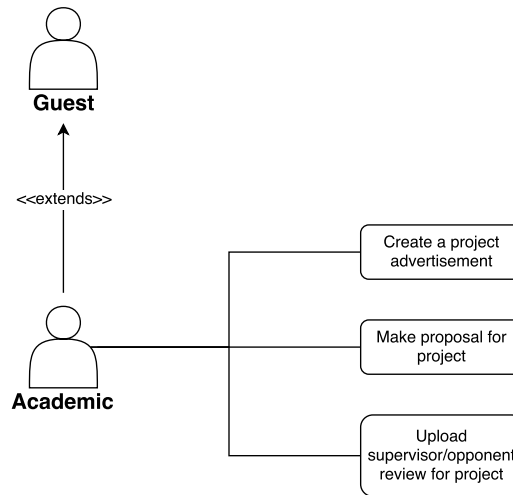 Guest
<<extends>>
Create a project
advertisement
Make proposal for
project
Academic
Upload
supervisor/opponent
review for project